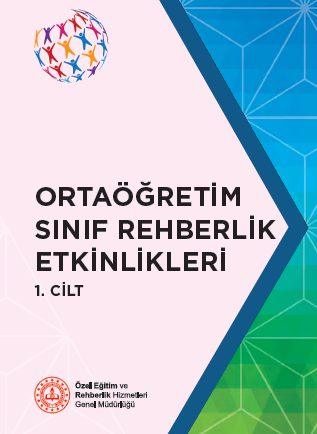 ORTAÖĞRETİM
SINIF REHBERLİK
ETKİNLİKLERİ
1. CİLT
Özel Eğitim ve
Rehberlik Hizmetleri
Genel Müdürlüğü